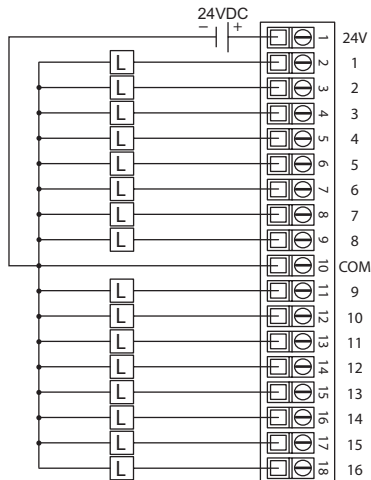 24VDC
− +
1 24V
L 2 1
L 3 2
L 4 3
L 5 4
L 6 5
L 7 6
L 8 7
L 9 8
10 COM
L 11 9
L 12 10
L 13 11
L 14 12
L 15 13
L 16 14
L 17 15
L 18 16